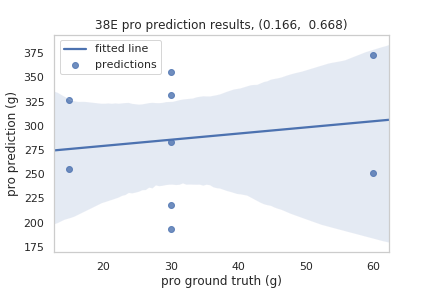 38E pro prediction results, (0.166,  0.668)
fitted line
predictions
375
350
325
300
275
250
225
200
175
pro prediction (g)
20
30
40
50
60
pro ground truth (g)